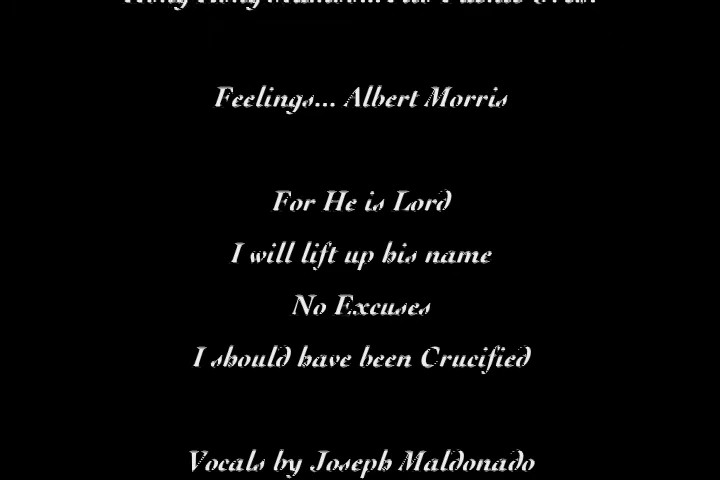 Feelings... Albert Morris
For He is Lord
I will lift up his name
No Excuses
I should have been Crucified
Vocals by Joseph Maldonado